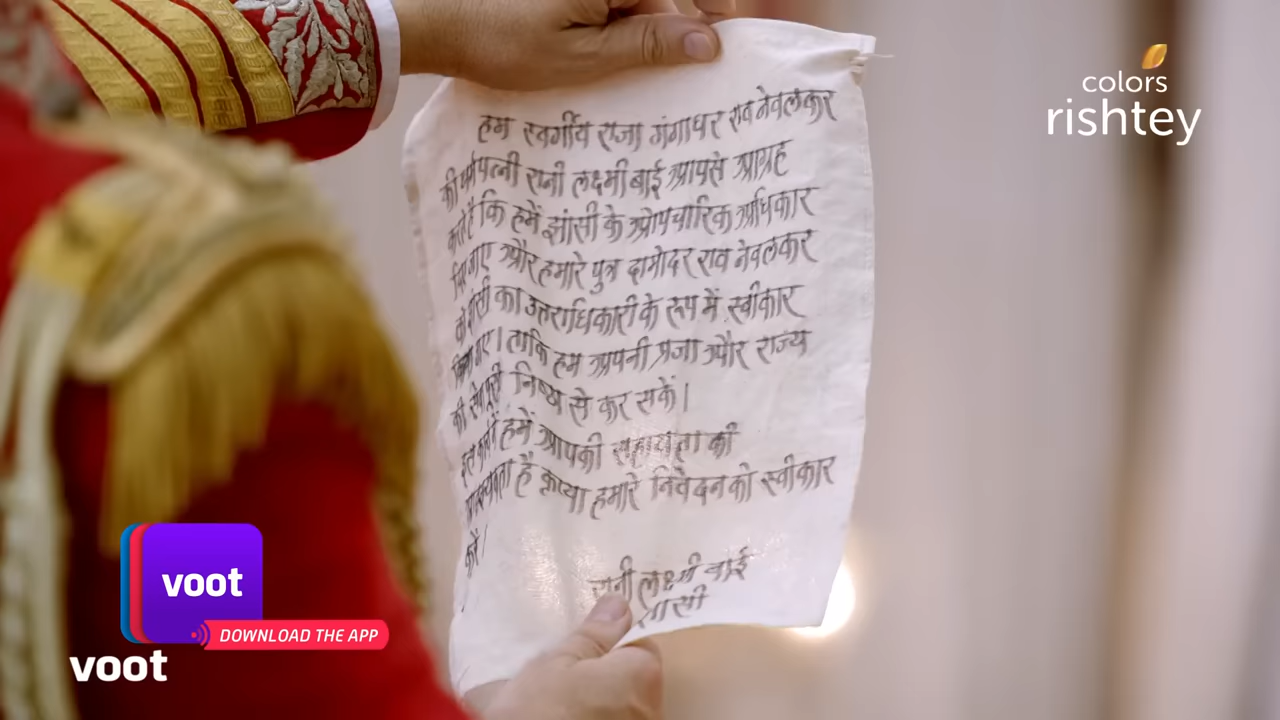 colors
rishtey
हम स्वर्गीय राजा गंगाधर राव नेवलकर
की धर्मपत्नी रानी लक्ष्मी बाई आपसे आग्रह
करते है कि हमें झांसी के औपचारिक अधिकार
दिए जाए और हमारे पुत्र दामोदर राव नेवलकर
को झांसी का उत्तराधिकारी के रूप में स्वीकार
किया जाए। ताकि हम अपनी प्रजा और राज्य
की सेवा पूरी से कर सकें।
इस में हमें आपकी सहायता की
आवश्यकता है कृप्या हमारे निवेदन को स्वीकार
करें।
रानी लक्ष्मी बाई
झांसी
voot
DOWNLOAD THE APP
voot